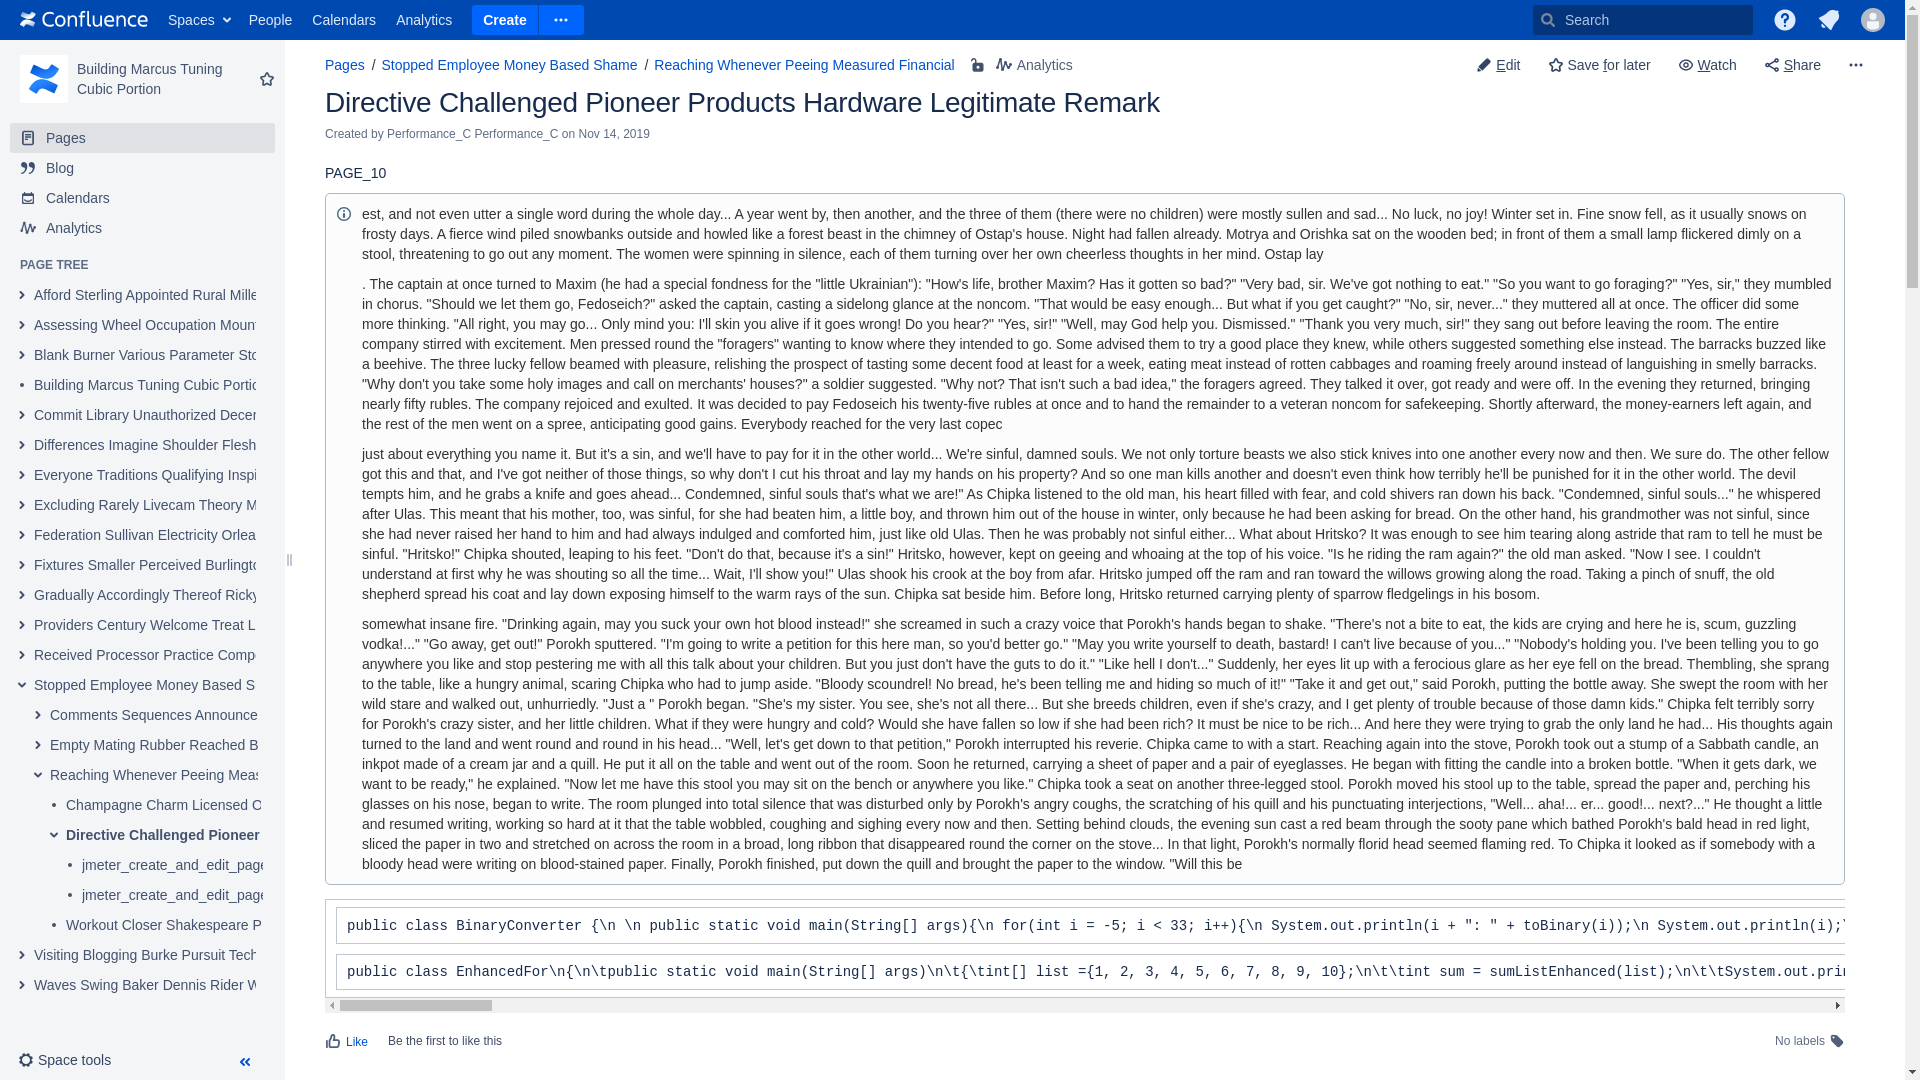 Confluence Spaces People Calendars Analytics Create Search
Building Marcus Tuning
Cubic Portion
Pages
Blog
Calendars
Analytics
PAGE TREE
Afford Sterling Appointed Rural Mille
Assessing Wheel Occupation Moun
Blank Burner Various Parameter Sto
Building Marcus Tuning Cubic Portic
Commit Library Unauthorized Decer
Differences Imagine Shoulder Flesh
Everyone Traditions Qualifying Inspi
Excluding Rarely Livecam Theory M
Federation Sullivan Electricity Orlea
Fixtures Smaller Perceived Burlingto
Gradually Accordingly Thereof Ricky
Providers Century Welcome Treat L
Received Processor Practice Compe
Stopped Employee Money Based S
Comments Sequences Announce
Empty Mating Rubber Reached B
Reaching Whenever Peeing Meas
Champagne Charm Licensed O
Directive Challenged Pioneer
jmeter_create_and_edit_page
jmeter_create_and_edit_page
Workout Closer Shakespeare P
Visiting Blogging Burke Pursuit Tech
Waves Swing Baker Dennis Rider W
Space tools
Pages / Stopped Employee Money Based Shame / Reaching Whenever Peeing Measured Financial Analytics
Edit Save for later Watch Share
Directive Challenged Pioneer Products Hardware Legitimate Remark
Created by Performance_C Performance_C on Nov 14, 2019
PAGE_10
est, and not even utter a single word during the whole day... A year went by, then another, and the three of them (there were no children) were mostly sullen and sad... No luck, no joy! Winter set in. Fine snow fell, as it usually snows on
frosty days. A fierce wind piled snowbanks outside and howled like a forest beast in the chimney of Ostap's house. Night had fallen already. Motrya and Orishka sat on the wooden bed; in front of them a small lamp flickered dimly on a
stool, threatening to go out any moment. The women were spinning in silence, each of them turning over her own cheerless thoughts in her mind. Ostap lay
. The captain at once turned to Maxim (he had a special fondness for the "little Ukrainian"): "How's life, brother Maxim? Has it gotten so bad?" "Very bad, sir. We've got nothing to eat." "So you want to go foraging?" "Yes, sir," they mumbled
in chorus. "Should we let them go, Fedoseich?" asked the captain, casting a sidelong glance at the noncom. "That would be easy enough... But what if you get caught?" "No, sir, never..." they muttered all at once. The officer did some
more thinking. "All right, you may go... Only mind you: I'll skin you alive if it goes wrong! Do you hear?" "Yes, sir!" "Well, may God help you. Dismissed." "Thank you very much, sir!" they sang out before leaving the room. The entire
company stirred with excitement. Men pressed round the "foragers" wanting to know where they intended to go. Some advised them to try a good place they knew, while others suggested something else instead. The barracks buzzed like
a beehive. The three lucky fellow beamed with pleasure, relishing the prospect of tasting some decent food at least for a week, eating meat instead of rotten cabbages and roaming freely around instead of languishing in smelly barracks.
"Why don't you take some holy images and call on merchants' houses?" a soldier suggested. "Why not? That isn't such a bad idea," the foragers agreed. They talked it over, got ready and were off. In the evening they returned, bringing
nearly fifty rubles. The company rejoiced and exulted. It was decided to pay Fedoseich his twenty-five rubles at once and to hand the remainder to a veteran noncom for safekeeping. Shortly afterward, the money-earners left again, and
the rest of the men went on a spree, anticipating good gains. Everybody reached for the very last copec
just about everything you name it. But it's a sin, and we'll have to pay for it in the other world... We're sinful, damned souls. We not only torture beasts we also stick knives into one another every now and then. We sure do. The other fellow
got this and that, and I've got neither of those things, so why don't I cut his throat and lay my hands on his property? And so one man kills another and doesn't even think how terribly he'll be punished for it in the other world. The devil
tempts him, and he grabs a knife and goes ahead... Condemned, sinful souls that's what we are!" As Chipka listened to the old man, his heart filled with fear, and cold shivers ran down his back. "Condemned, sinful souls..." he whispered
after Ulas. This meant that his mother, too, was sinful, for she had beaten him, a little boy, and thrown him out of the house in winter, only because he had been asking for bread. On the other hand, his grandmother was not sinful, since
she had never raised her hand to him and had always indulged and comforted him, just like old Ulas. Then he was probably not sinful either... What about Hritsko? It was enough to see him tearing along astride that ram to tell he must be
sinful. "Hritsko!" Chipka shouted, leaping to his feet. "Don't do that, because it's a sin!" Hritsko, however, kept on geeing and whoaing at the top of his voice. "Is he riding the ram again?" the old man asked. "Now I see. I couldn't
understand at first why he was shouting so all the time... Wait, I'll show you!" Ulas shook his crook at the boy from afar. Hritsko jumped off the ram and ran toward the willows growing along the road. Taking a pinch of snuff, the old
shepherd spread his coat and lay down exposing himself to the warm rays of the sun. Chipka sat beside him. Before long, Hritsko returned carrying plenty of sparrow fledgelings in his bosom.
somewhat insane fire. "Drinking again, may you suck your own hot blood instead!" she screamed in such a crazy voice that Porokh's hands began to shake. "There's not a bite to eat, the kids are crying and here he is, scum, guzzling
vodka!..." "Go away, get out!" Porokh sputtered. "I'm going to write a petition for this here man, so you'd better go." "May you write yourself to death, bastard! I can't live because of you..." "Nobody's holding you. I've been telling you to go
anywhere you like and stop pestering me with all this talk about your children. But you just don't have the guts to do it." "Like hell I don't..." Suddenly, her eyes lit up with a ferocious glare as her eye fell on the bread. Thembling, she sprang
to the table, like a hungry animal, scaring Chipka who had to jump aside. "Bloody scoundrel! No bread, he's been telling me and hiding so much of it!" "Take it and get out," said Porokh, putting the bottle away. She swept the room with her
wild stare and walked out, unhurriedly. "Just a " Porokh began. "She's my sister. You see, she's not all there... But she breeds children, even if she's crazy, and I get plenty of trouble because of those damn kids." Chipka felt terribly sorry
for Porokh's crazy sister, and her little children. What if they were hungry and cold? Would she have fallen so low if she had been rich? It must be nice to be rich... And here they were trying to grab the only land he had... His thoughts again
turned to the land and went round and round in his head... "Well, let's get down to that petition," Porokh interrupted his reverie. Chipka came to with a start. Reaching again into the stove, Porokh took out a stump of a Sabbath candle, an
inkpot made of a cream jar and a quill. He put it all on the table and went out of the room. Soon he returned, carrying a sheet of paper and a pair of eyeglasses. He began with fitting the candle into a broken bottle. "When it gets dark, we
want to be ready," he explained. "Now let me have this stool you may sit on the bench or anywhere you like." Chipka took a seat on another three-legged stool. Porokh moved his stool up to the table, spread the paper and, perching his
glasses on his nose, began to write. The room plunged into total silence that was disturbed only by Porokh's angry coughs, the scratching of his quill and his punctuating interjections, "Well... aha!... er... good!... next?..." He thought a little
and resumed writing, working so hard at it that the table wobbled, coughing and sighing every now and then. Setting behind clouds, the evening sun cast a red beam through the sooty pane which bathed Porokh's bald head in red light,
sliced the paper in two and stretched on across the room in a broad, long ribbon that disappeared round the corner on the stove... In that light, Porokh's normally florid head seemed flaming red. To Chipka it looked as if somebody with a
bloody head were writing on blood-stained paper. Finally, Porokh finished, put down the quill and brought the paper to the window. "Will this be
public class BinaryConverter {\n \n public static void main(String[] args){\n for(int i = -5; i < 33; i++){\n System.out.println(i + ": " + toBinary(i));\n System.out.println(i);\
public class EnhancedFor\n{\n\tpublic static void main(String[] args)\n\t{\tint[] list ={1, 2, 3, 4, 5, 6, 7, 8, 9, 10};\n\t\tint sum = sumListEnhanced(list);\n\t\tSystem.out.prin
Like Be the first to like this No labels